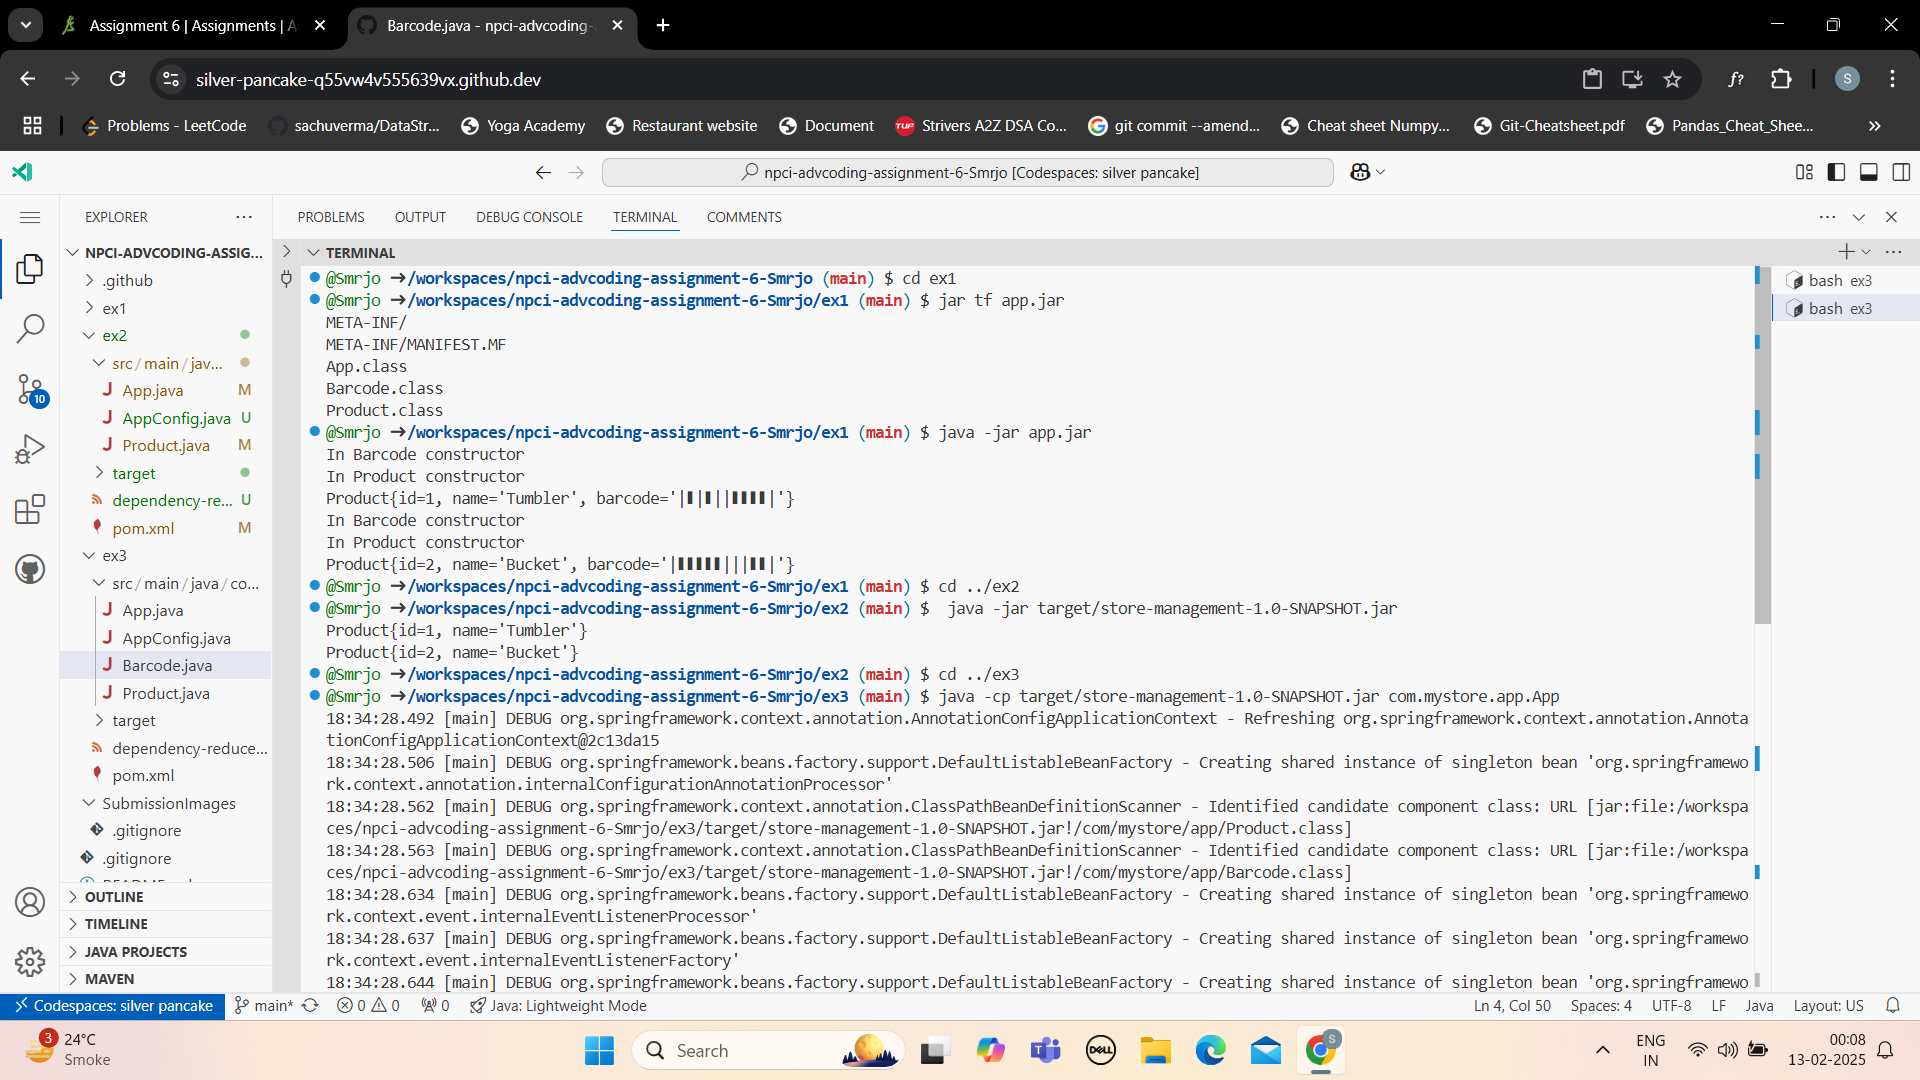 Assignment 6 | Assignments | A
Barcode.java - npci-advcoding-
silver-pancake-q55vw4v555639vx.github.dev
f?
S
Problems - LeetCode
sachuverma/DataStr...
Yoga Academy
Restaurant website
Document
TUF
Strivers A2Z DSA Co...
git commit --amend...
Cheat sheet Numpy...
Git-Cheatsheet.pdf
Pandas_Cheat_Shee...
npci-advcoding-assignment-6-Smrjo [Codespaces: silver pancake]
EXPLORER
PROBLEMS
OUTPUT
DEBUG CONSOLE
TERMINAL
COMMENTS
NPCI-ADVCODING-ASSIG...
.github
ex1
ex2
src/main/jav...
App.java M
AppConfig.java U
Product.java M
target
dependency-re... U
pom.xml M
ex3
src/main/java/co...
App.java
AppConfig.java
Barcode.java
Product.java
target
dependency-reduce...
pom.xml
SubmissionImages
.gitignore
.gitignore
OUTLINE
TIMELINE
JAVA PROJECTS
MAVEN
10
TERMINAL
@Smrjo ➜/workspaces/npci-advcoding-assignment-6-Smrjo (main) $ cd ex1
@Smrjo ➜/workspaces/npci-advcoding-assignment-6-Smrjo/ex1 (main) $ jar tf app.jar
META-INF/
META-INF/MANIFEST.MF
App.class
Barcode.class
Product.class
@Smrjo ➜/workspaces/npci-advcoding-assignment-6-Smrjo/ex1 (main) $ java -jar app.jar
In Barcode constructor
In Product constructor
Product{id=1, name='Tumbler', barcode='|▌|▌||▌▌▌▌|'}
In Barcode constructor
In Product constructor
Product{id=2, name='Bucket', barcode='|▌▌▌▌▌|||▌▌|'}
@Smrjo ➜/workspaces/npci-advcoding-assignment-6-Smrjo/ex1 (main) $ cd ../ex2
@Smrjo ➜/workspaces/npci-advcoding-assignment-6-Smrjo/ex2 (main) $  java -jar target/store-management-1.0-SNAPSHOT.jar
Product{id=1, name='Tumbler'}
Product{id=2, name='Bucket'}
@Smrjo ➜/workspaces/npci-advcoding-assignment-6-Smrjo/ex2 (main) $ cd ../ex3
@Smrjo ➜/workspaces/npci-advcoding-assignment-6-Smrjo/ex3 (main) $ java -cp target/store-management-1.0-SNAPSHOT.jar com.mystore.app.App
18:34:28.492 [main] DEBUG org.springframework.context.annotation.AnnotationConfigApplicationContext - Refreshing org.springframework.context.annotation.Annota
tionConfigApplicationContext@2c13da15
18:34:28.506 [main] DEBUG org.springframework.beans.factory.support.DefaultListableBeanFactory - Creating shared instance of singleton bean 'org.springframewo
rk.context.annotation.internalConfigurationAnnotationProcessor'
18:34:28.562 [main] DEBUG org.springframework.context.annotation.ClassPathBeanDefinitionScanner - Identified candidate component class: URL [jar:file:/workspa
ces/npci-advcoding-assignment-6-Smrjo/ex3/target/store-management-1.0-SNAPSHOT.jar!/com/mystore/app/Product.class]
18:34:28.563 [main] DEBUG org.springframework.context.annotation.ClassPathBeanDefinitionScanner - Identified candidate component class: URL [jar:file:/workspa
ces/npci-advcoding-assignment-6-Smrjo/ex3/target/store-management-1.0-SNAPSHOT.jar!/com/mystore/app/Barcode.class]
18:34:28.634 [main] DEBUG org.springframework.beans.factory.support.DefaultListableBeanFactory - Creating shared instance of singleton bean 'org.springframewo
rk.context.event.internalEventListenerProcessor'
18:34:28.637 [main] DEBUG org.springframework.beans.factory.support.DefaultListableBeanFactory - Creating shared instance of singleton bean 'org.springframewo
rk.context.event.internalEventListenerFactory'
18:34:28.644 [main] DEBUG org.springframework.beans.factory.support.DefaultListableBeanFactory - Creating shared instance of singleton bean 'org.springframewo
bash ex3
bash ex3
Codespaces: silver pancake
main*
0 0
0
Java: Lightweight Mode
Ln 4, Col 50
Spaces: 4
UTF-8
LF
Java
Layout: US
3
24°C
Smoke
Search
DELL
S
ENG
IN
00:08
13-02-2025